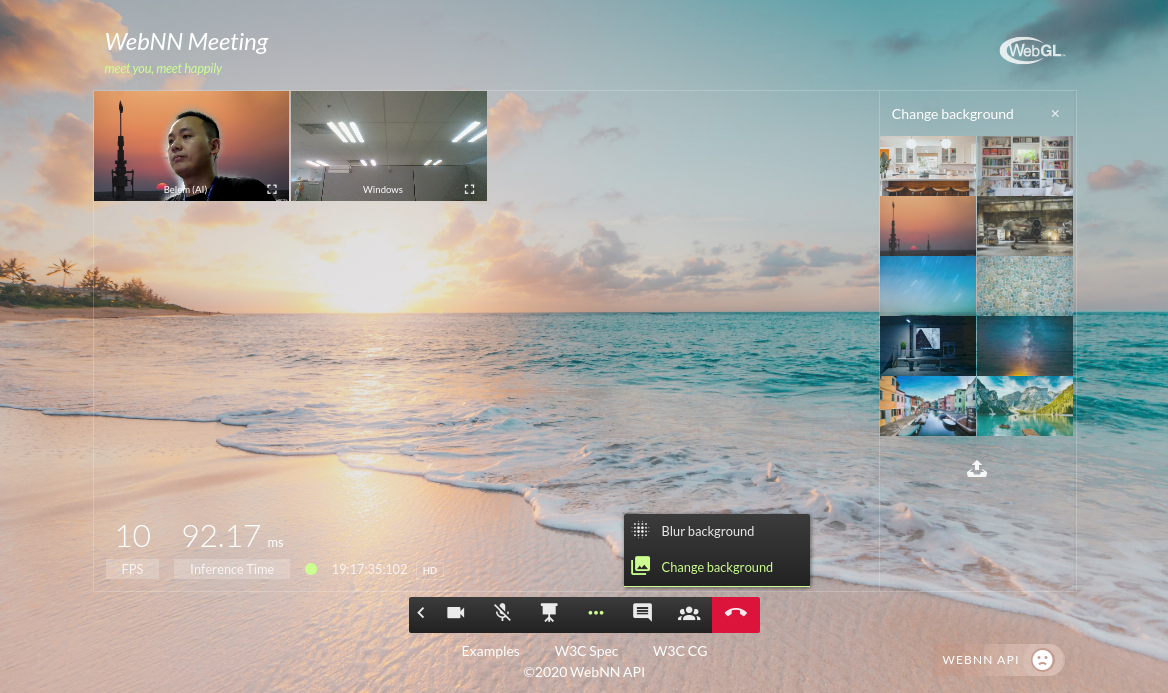 WebNN Meeting
meet you, meet happily
WebGL
Change background
×
Belem (AI)
Windows
10
92.17 ms
FPS
Inference Time
19:17:35:102
HD
Blur background
Change background
Examples
W3C Spec
W3C CG
©2020 WebNN API
WEBNN API